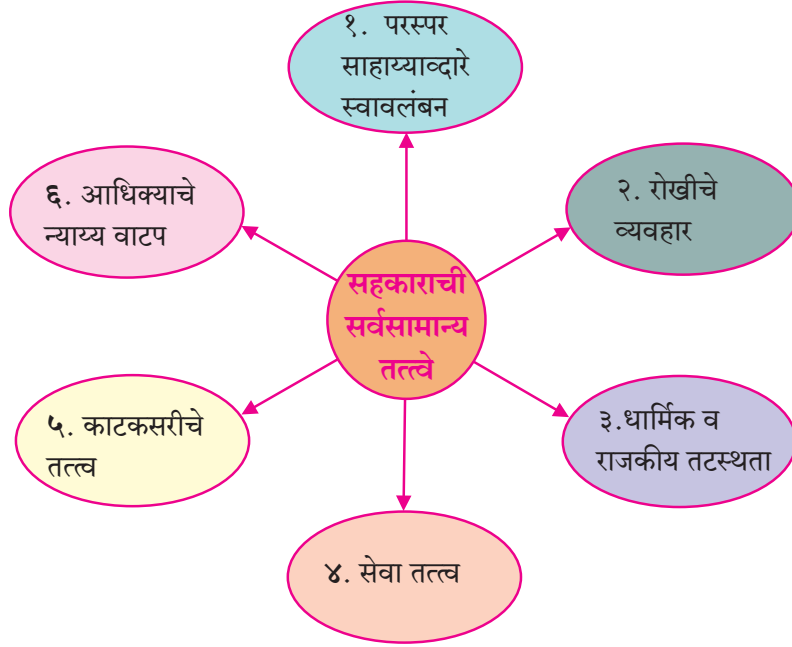 सहकाराची
सर्वसामान्य
तत्त्वे
१. परस्पर
साहाय्याव्दारे
स्वावलंबन
२. रोखीचे
व्यवहार
३.धार्मिक व
राजकीय तटस्थता
४. सेवा तत्त्व
५. काटकसरीचे
तत्त्व
६. आधिक्याचे
न्याय्य वाटप